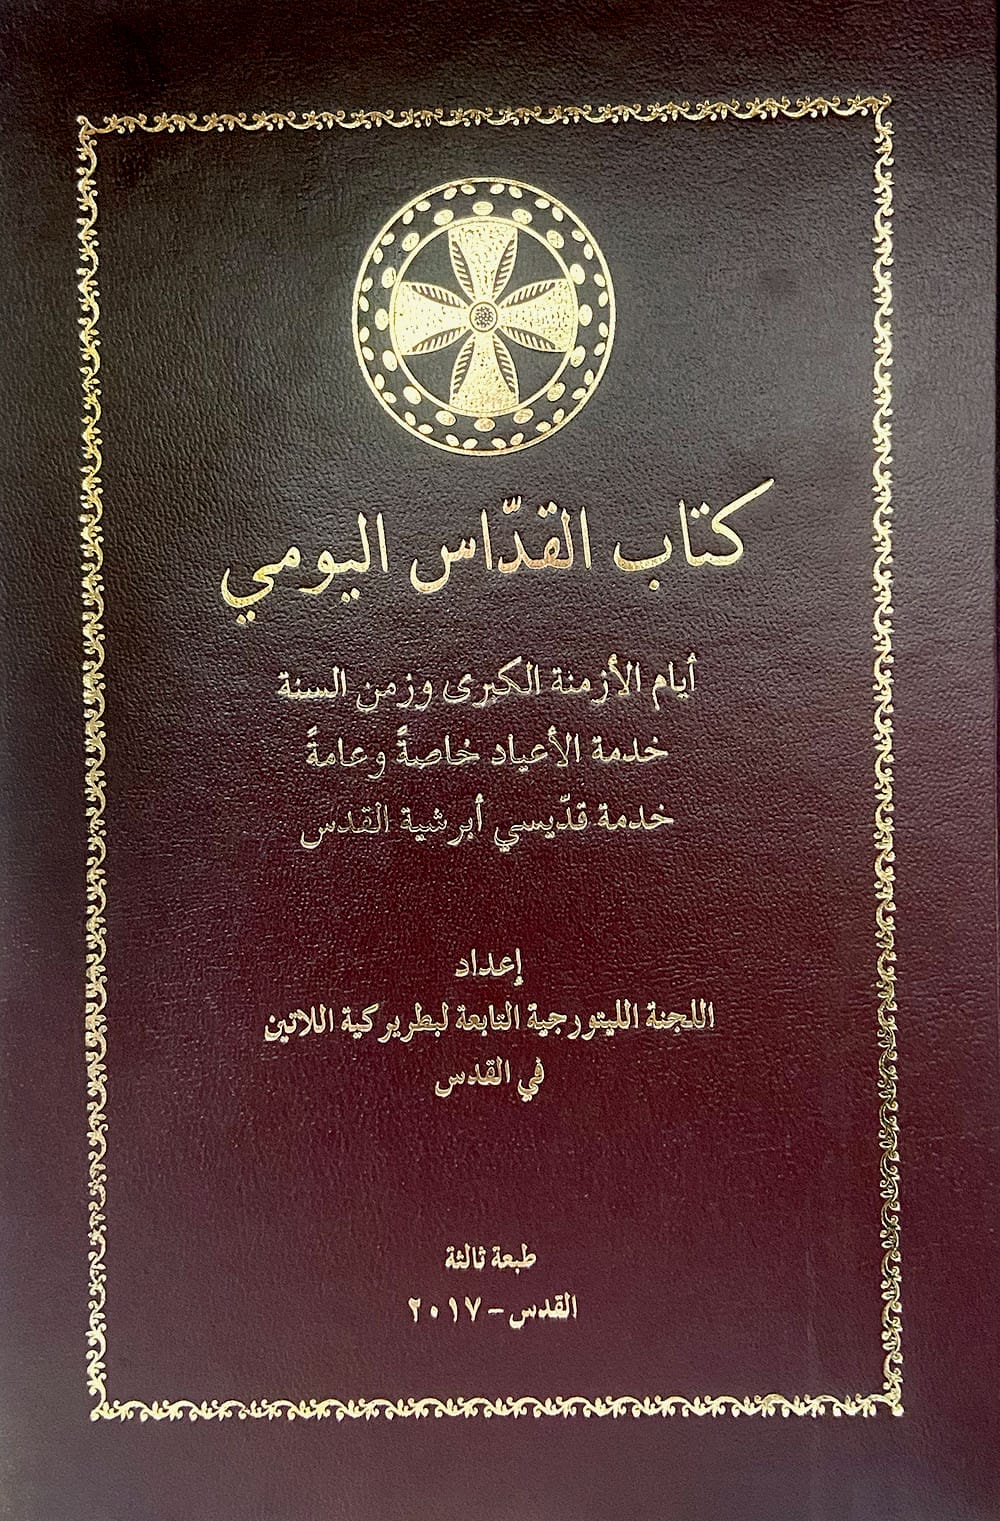 كتاب القدّاس اليومي
أيام الأزمنة الكبرى وزمن السنة
خدمة الأعياد خاصةً وعامةً
خدمة قدّيسي أبرشية القدس
إعداد
اللجنة الليتورجية التابعة لبطريركية اللاتين
في القدس
طبعة ثالثة
القدس - ٢٠١٧